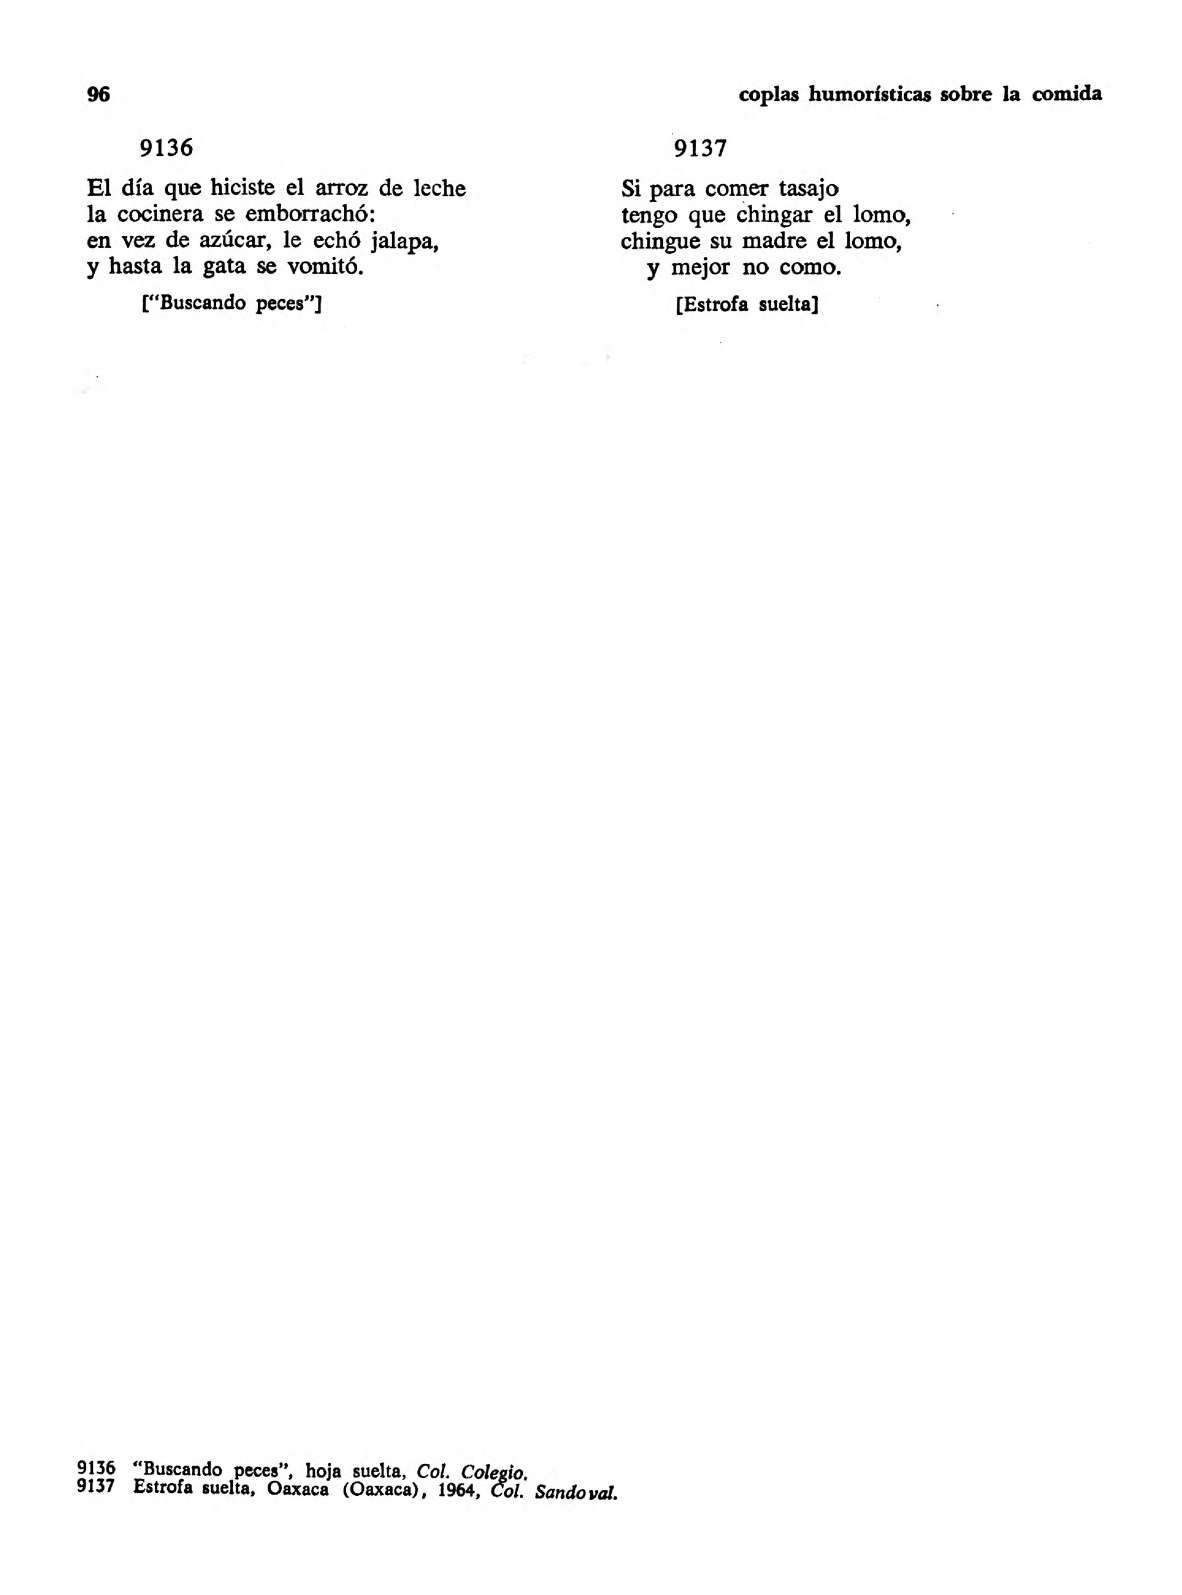 96
coplas humorísticas sobre la comida
9136
El día que hiciste el arroz de leche
la cocinera se emborrachó:
en vez de azúcar, le echó jalapa,
y hasta la gata se vomitó.
["Buscando peces"]
9137
Si para comer tasajo
tengo que chingar el lomo,
chingue su madre el lomo,
y mejor no como.
[Estrofa suelta]
9136 "Buscando peces", hoja suelta, Col. Colegio.
9137 Estrofa suelta, Oaxaca (Oaxaca), 1964, Col. Sandoval.